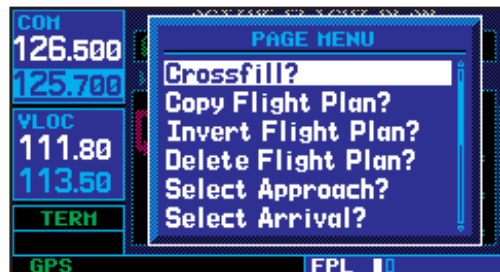 COM
126.500
125.700
VLOC
111.80
113.50
TERM
GPS
PAGE MENU
Crossfill?
Copy Flight Plan?
Invert Flight Plan?
Delete Flight Plan?
Select Approach?
Select Arrival?
FPL